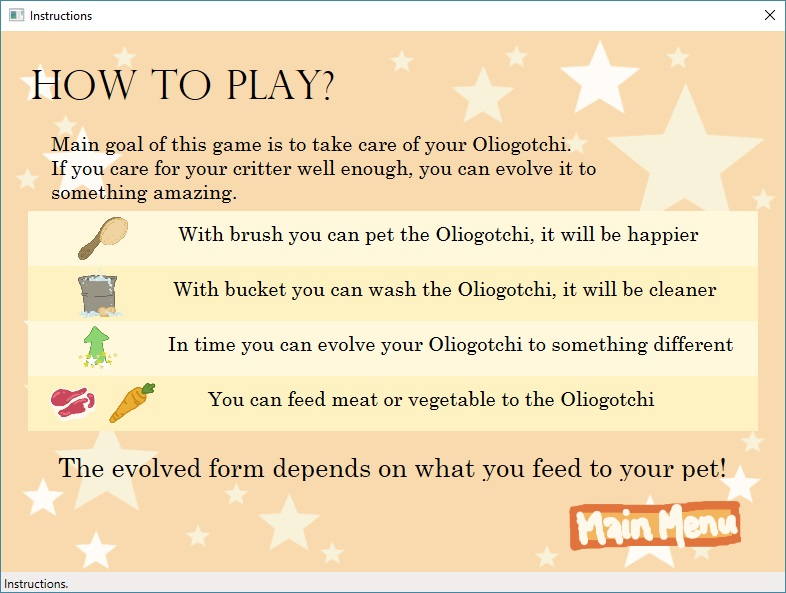 Instructions
HOW TO PLAY?
Main goal of this game is to take care of your Oliogotchi.
If you care for your critter well enough, you can evolve it to
something amazing.
With brush you can pet the Oliogotchi, it will be happier
With bucket you can wash the Oliogotchi, it will be cleaner
In time you can evolve your Oliogotchi to something different
You can feed meat or vegetable to the Oliogotchi
The evolved form depends on what you feed to your pet!
Main Menu
Instructions.